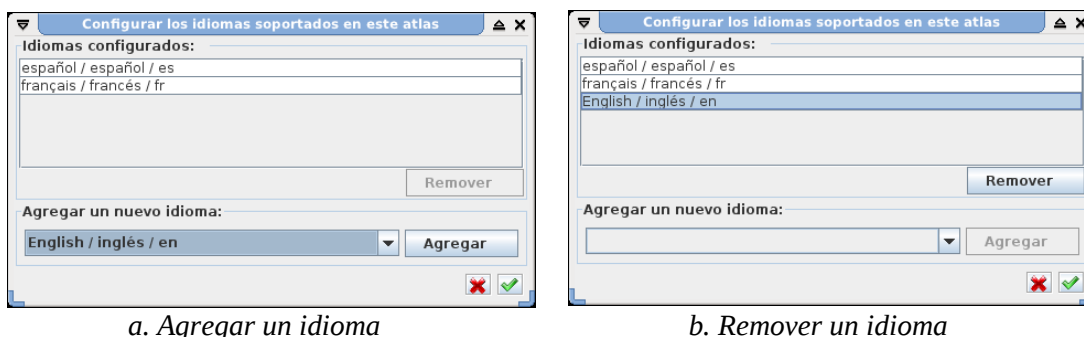 Configurar los idiomas soportados en este atlas
Idiomas configurados:
español / español / es
français / francés / fr
Remover
Agregar un nuevo idioma:
English / inglés / en
Agregar
a. Agregar un idioma
Configurar los idiomas soportados en este atlas
Idiomas configurados:
español / español / es
français / francés / fr
English / inglés / en
Remover
Agregar un nuevo idioma:
Agregar
b. Remover un idioma